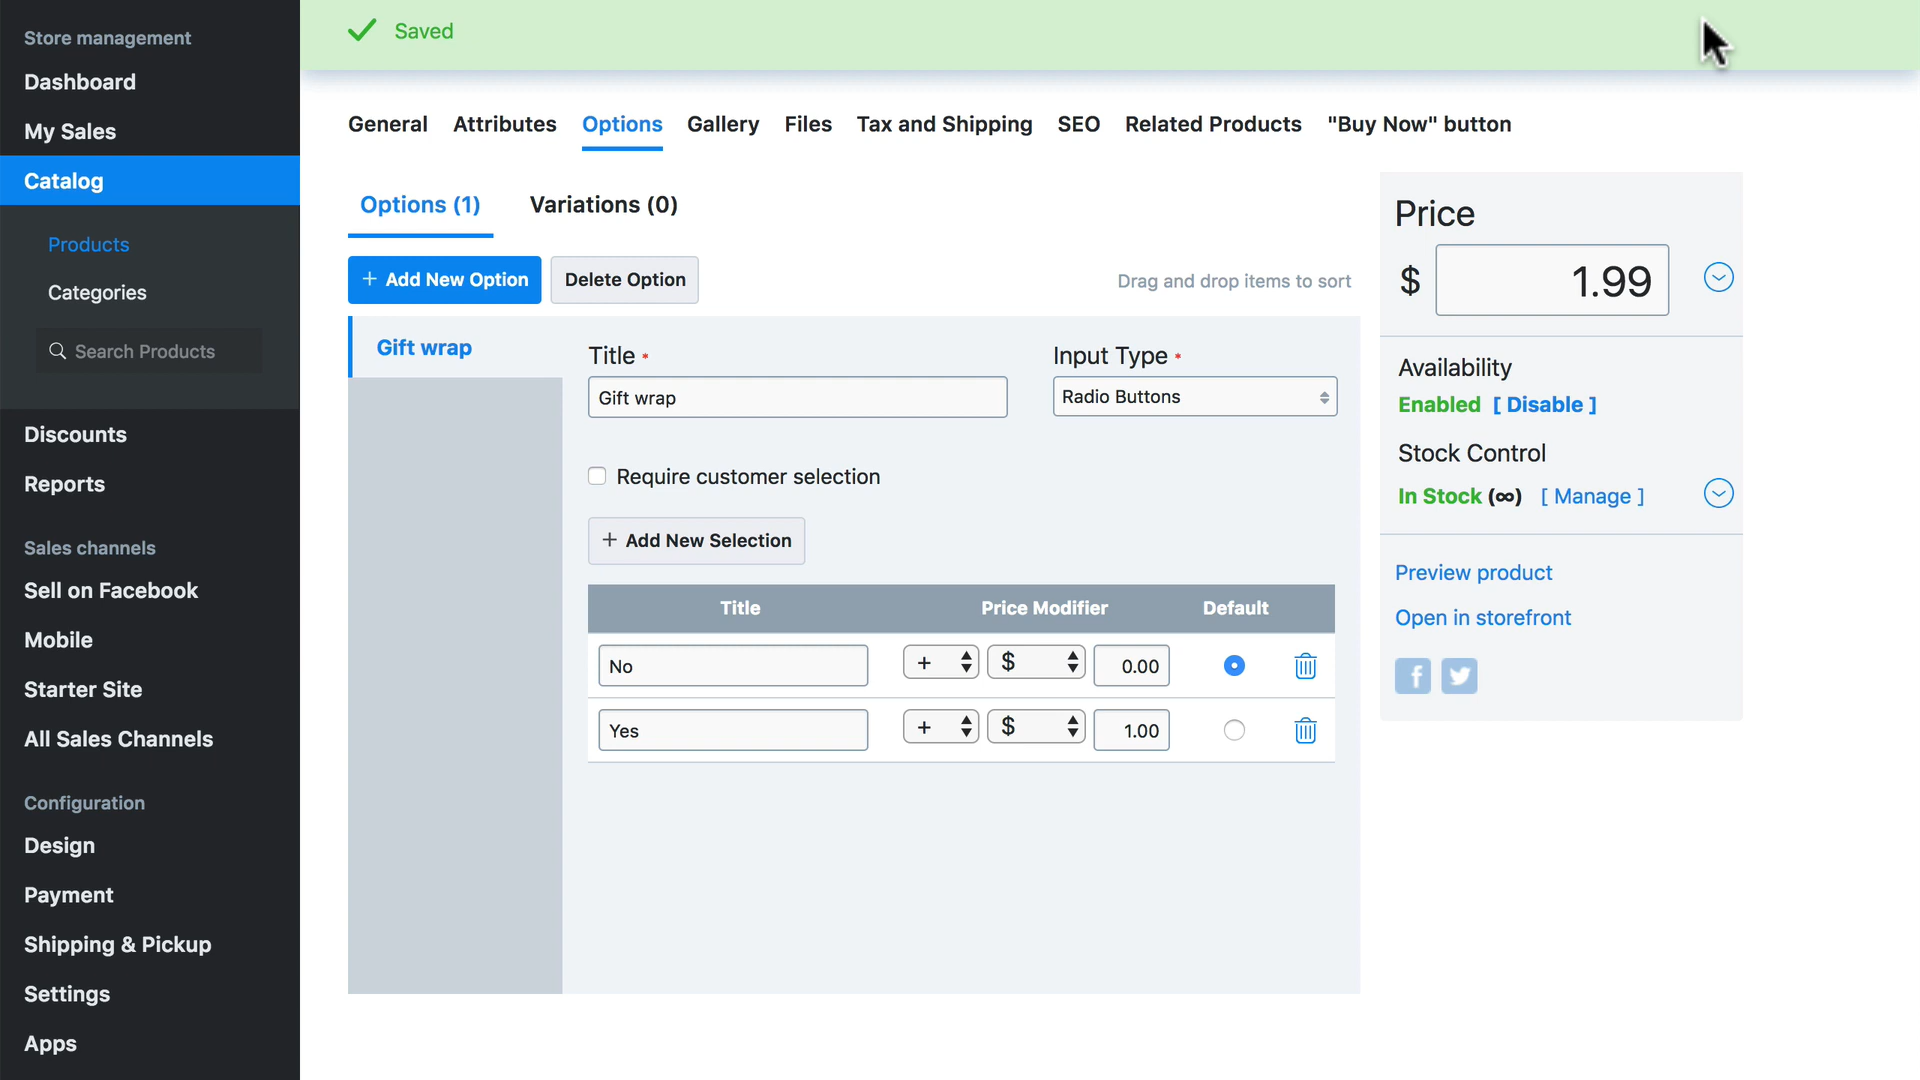 Store management
Dashboard
My Sales
Catalog
Products
Categories
Search Products
Discounts
Reports
Sales channels
Sell on Facebook
Mobile
Starter Site
All Sales Channels
Configuration
Design
Payment
Shipping & Pickup
Settings
Apps
Saved
General Attributes Options Gallery Files Tax and Shipping SEO Related Products "Buy Now" button
Options (1) Variations (0)
+ Add New Option Delete Option Drag and drop items to sort
Gift wrap
Title * Input Type *
Gift wrap Radio Buttons
Require customer selection
+ Add New Selection
Title Price Modifier Default
No + $ 0.00
Yes + $ 1.00
Price
$ 1.99
Availability
Enabled [ Disable ]
Stock Control
In Stock (∞) [ Manage ]
Preview product
Open in storefront